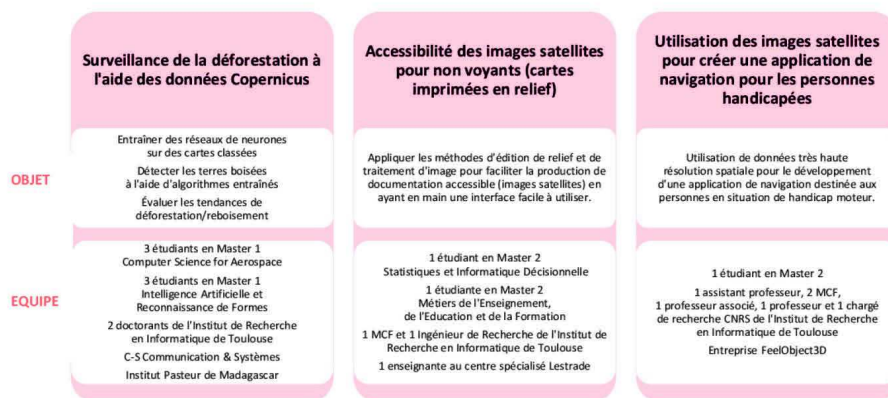 Surveillance de la déforestation à
l'aide des données Copernicus
Accessibilité des images satellites
pour non voyants (cartes
imprimées en relief)
Utilisation des images satellites
pour créer une application de
navigation pour les personnes
handicapées
OBJET
Entraîner des réseaux de neurones
sur des cartes classées
Détecter les terres boisées
à l'aide d'algorithmes entraînés
Évaluer les tendances de
déforestation/reboisement
Appliquer les méthodes d'édition de relief et de
traitement d'image pour faciliter la production de
documentation accessible (images satellites) en
ayant en main une interface facile à utiliser.
Utilisation de données très haute
résolution spatiale pour le développement
d'une application de navigation destinée aux
personnes en situation de handicap moteur.
EQUIPE
3 étudiants en Master 1
Computer Science for Aerospace
3 étudiants en Master 1
Intelligence Artificielle et
Reconnaissance de Formes
2 doctorants de l'Institut de Recherche
en Informatique de Toulouse
C-S Communication & Systèmes
Institut Pasteur de Madagascar
1 étudiant en Master 2
Statistiques et Informatique Décisionnelle
1 étudiante en Master 2
Métiers de l'Enseignement,
de l'Education et de la Formation
1 MCF et 1 Ingénieur de Recherche de l'Institut de
Recherche en Informatique de Toulouse
1 enseignante au centre spécialisé Lestrade
1 étudiant en Master 2
1 assistant professeur, 2 MCF,
1 professeur associé, 1 professeur et 1 chargé
de recherche CNRS de l'Institut de Recherche
en Informatique de Toulouse
Entreprise FeelObject3D